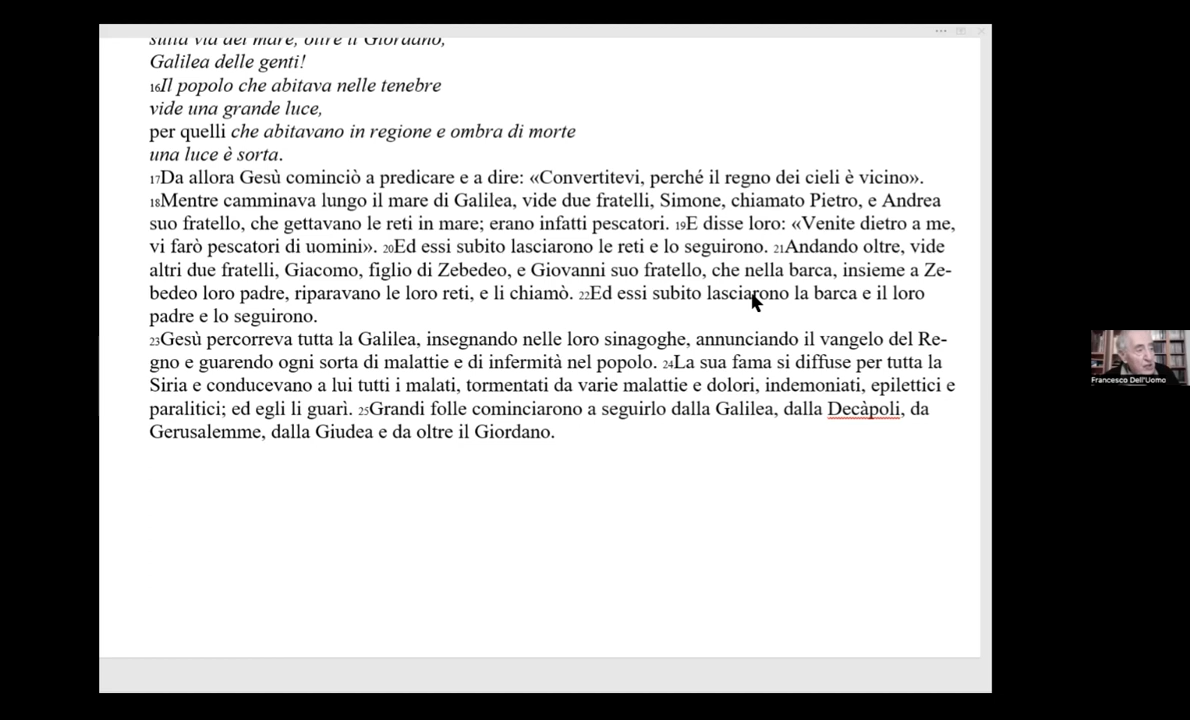 sulla via del mare, oltre il Giordano,
Galilea delle genti!
16Il popolo che abitava nelle tenebre
vide una grande luce,
per quelli che abitavano in regione e ombra di morte
una luce è sorta.
17Da allora Gesù cominciò a predicare e a dire: «Convertitevi, perché il regno dei cieli è vicino».
18Mentre camminava lungo il mare di Galilea, vide due fratelli, Simone, chiamato Pietro, e Andrea
suo fratello, che gettavano le reti in mare; erano infatti pescatori. 19E disse loro: «Venite dietro a me,
vi farò pescatori di uomini». 20Ed essi subito lasciarono le reti e lo seguirono. 21Andando oltre, vide
altri due fratelli, Giacomo, figlio di Zebedeo, e Giovanni suo fratello, che nella barca, insieme a Ze-
bedeo loro padre, riparavano le loro reti, e li chiamò. 22Ed essi subito lasciarono la barca e il loro
padre e lo seguirono.
23Gesù percorreva tutta la Galilea, insegnando nelle loro sinagoghe, annunciando il vangelo del Re-
gno e guarendo ogni sorta di malattie e di infermità nel popolo. 24La sua fama si diffuse per tutta la
Siria e conducevano a lui tutti i malati, tormentati da varie malattie e dolori, indemoniati, epilettici e
paralitici; ed egli li guarì. 25Grandi folle cominciarono a seguirlo dalla Galilea, dalla Decàpoli, da
Gerusalemme, dalla Giudea e da oltre il Giordano.
Francesco Dell'Uomo